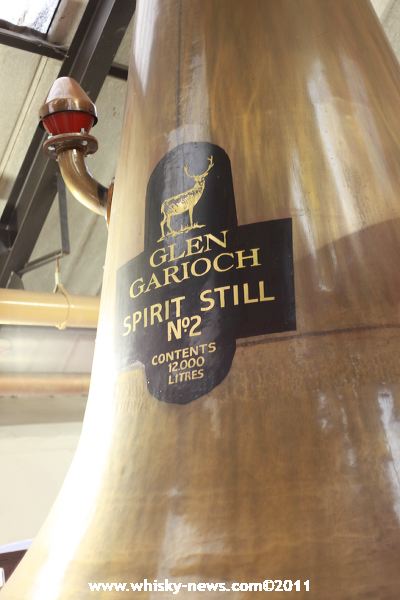 GLEN
GARIOCH
SPIRIT STILL
Nº2
CONTENTS
12.000
LITRES
www.whisky-news.com©2011